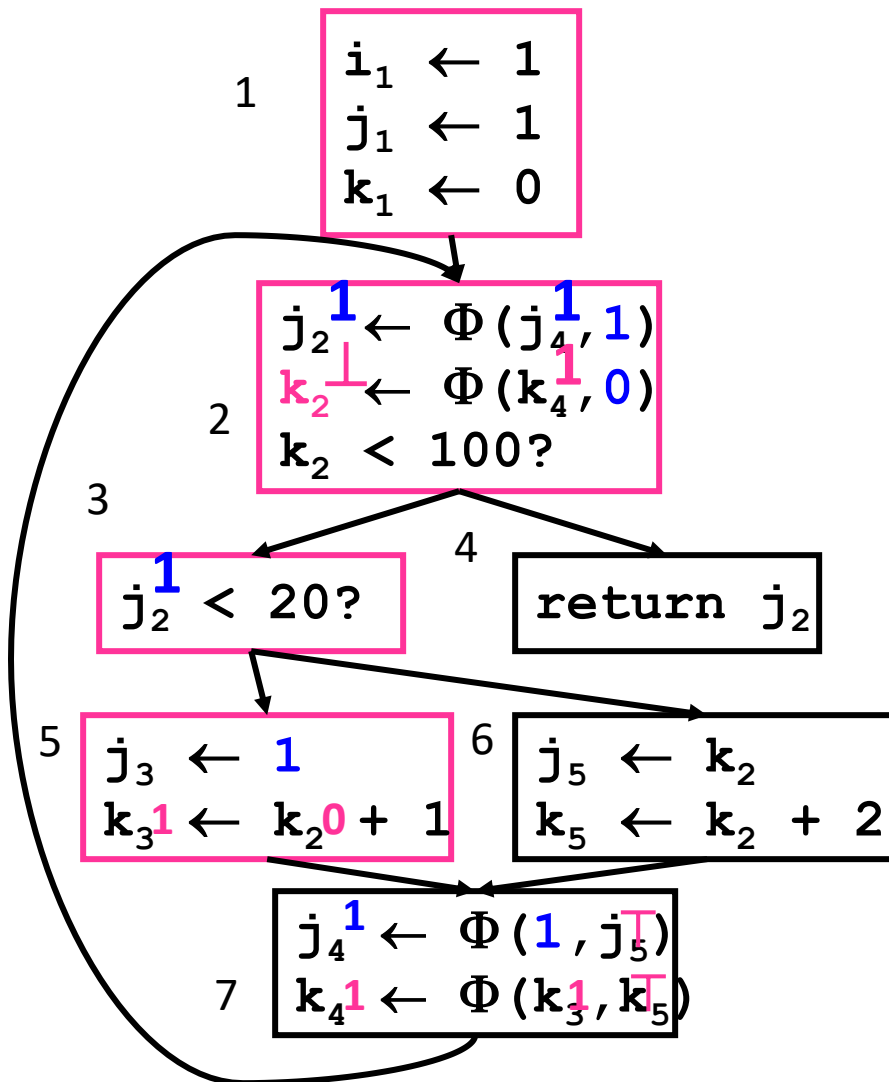 1
i₁ ← 1
j₁ ← 1
k₁ ← 0
2
j₂ 1 ← Φ(j₄ 1,1)
k₂ ⊥ ← Φ(k₄ 1,0)
k₂ < 100?
3
j₂ 1 < 20?
4
return j₂
5
j₃ ← 1
k₃ 1 ← k₂ 0 + 1
6
j₅ ← k₂
k₅ ← k₂ + 2
7
j₄ 1 ← Φ(1,j₅ ⊤)
k₄ 1 ← Φ(k₃ 1,k₅ ⊤)